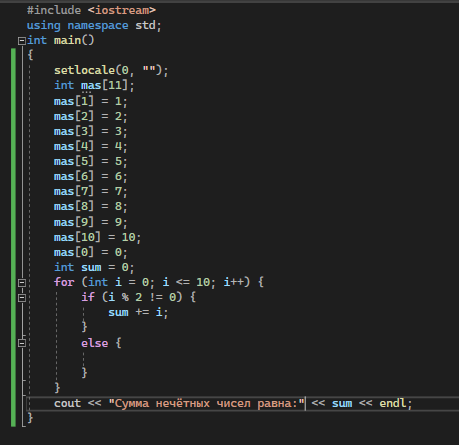 #include <iostream>
using namespace std;
int main()
{
    setlocale(0, "");
    int mas[11];
    mas[1] = 1;
    mas[2] = 2;
    mas[3] = 3;
    mas[4] = 4;
    mas[5] = 5;
    mas[6] = 6;
    mas[7] = 7;
    mas[8] = 8;
    mas[9] = 9;
    mas[10] = 10;
    mas[0] = 0;
    int sum = 0;
    for (int i = 0; i <= 10; i++) {
        if (i % 2 != 0) {
            sum += i;
        }
        else {

        }
    }
    cout << "Сумма нечётных чисел равна:" << sum << endl;
}